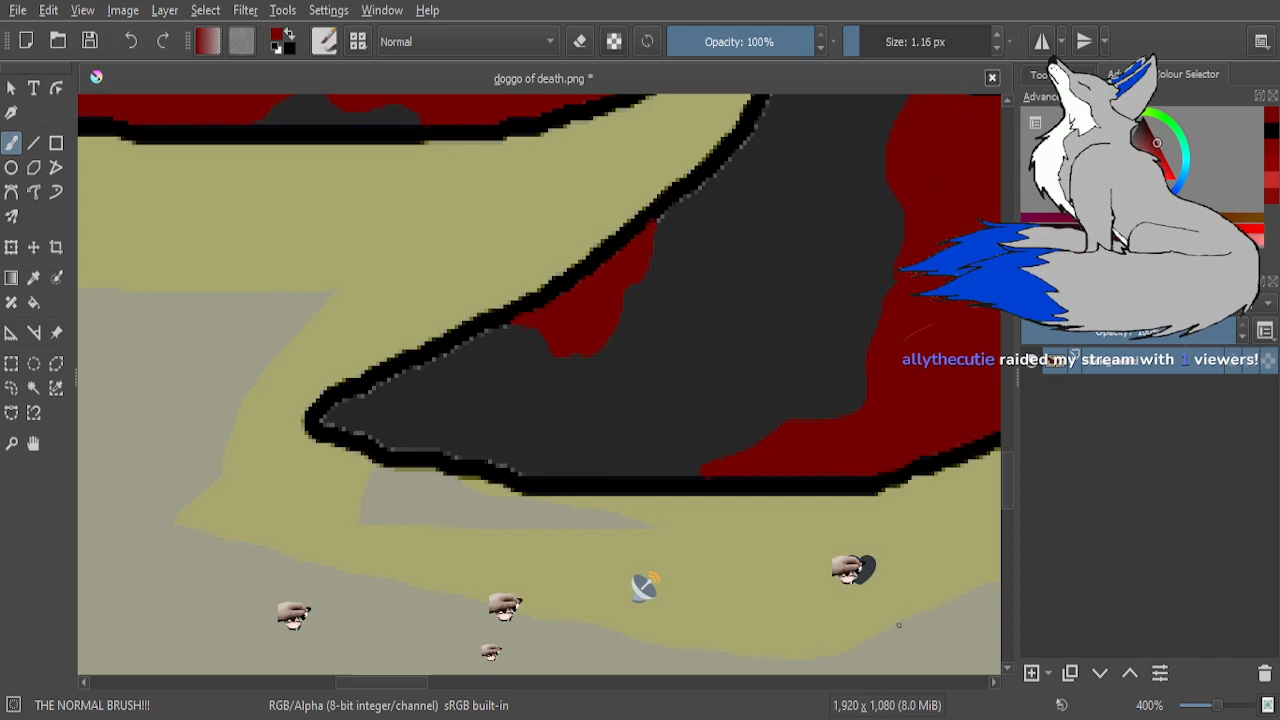 File Edit View Image Layer Select Filter Tools Settings Window Help
Normal
Opacity: 100%
Size: 1.16 px
doggo of death.png *
Colour Selector
allythecutie raided my stream with 1 viewers!
THE NORMAL BRUSH!!!
RGB/Alpha (8-bit integer/channel) sRGB built-in
1,920 x 1,080 (8.0 MiB)
400%